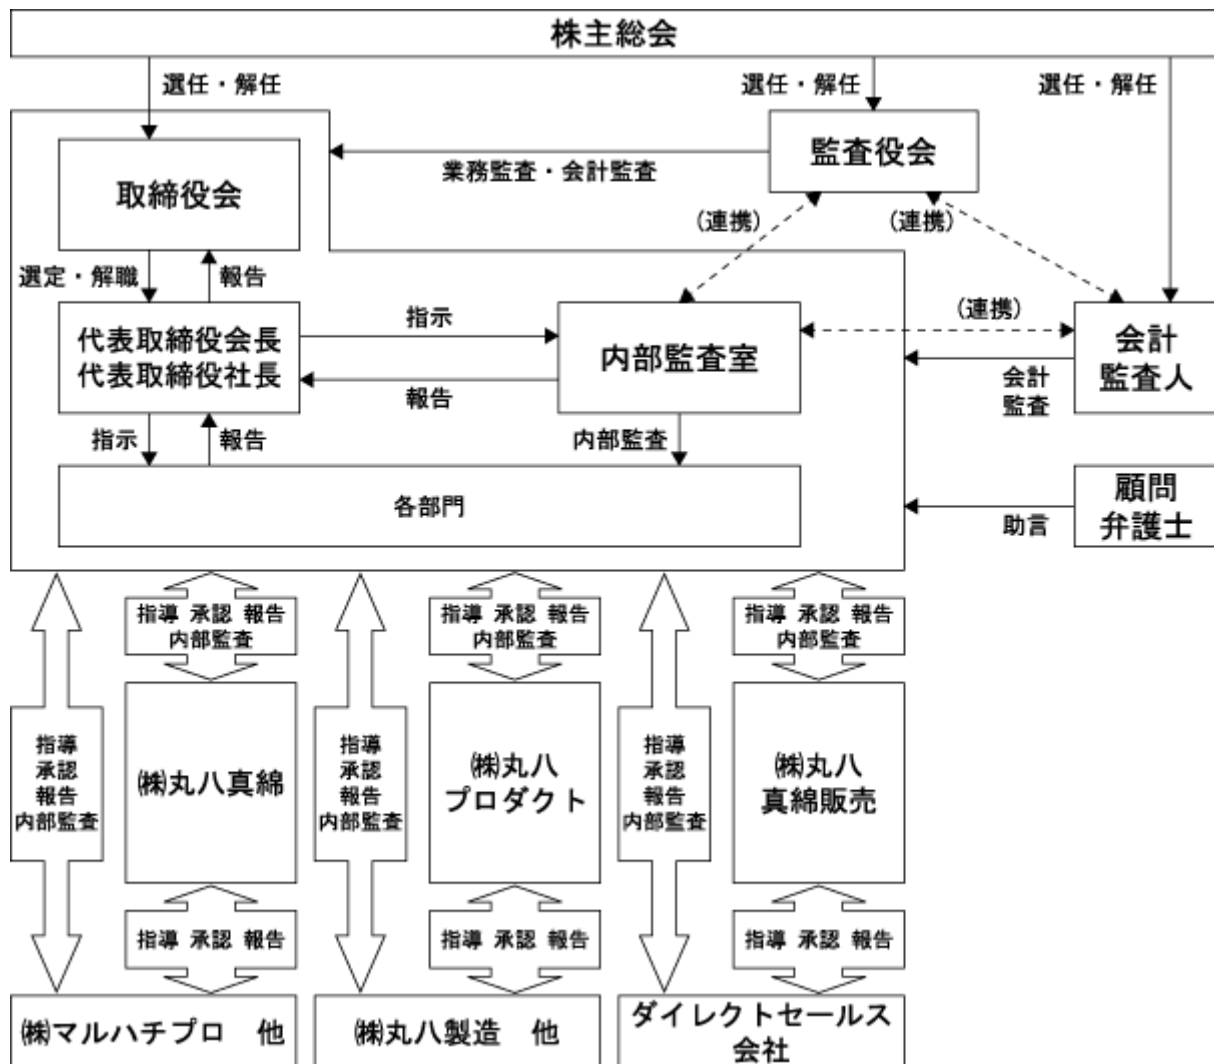 株主総会
選任・解任
選任・解任
選任・解任
監査役会
業務監査・会計監査
取締役会
(連携)
(連携)
選定・解職
報告
代表取締役会長
代表取締役社長
指示
報告
内部監査室
(連携)
会計
監査人
会計
監査
指示
報告
内部監査
各部門
顧問
弁護士
助言
指導 承認 報告
内部監査
指導 承認 報告
内部監査
指導 承認 報告
内部監査
指導
承認
報告
内部監査
㈱丸八真綿
指導
承認
報告
内部監査
㈱丸八
プロダクト
指導
承認
報告
内部監査
㈱丸八
真綿販売
指導 承認 報告
指導 承認 報告
指導 承認 報告
㈱マルハチプロ 他
㈱丸八製造 他
ダイレクトセールス
会社